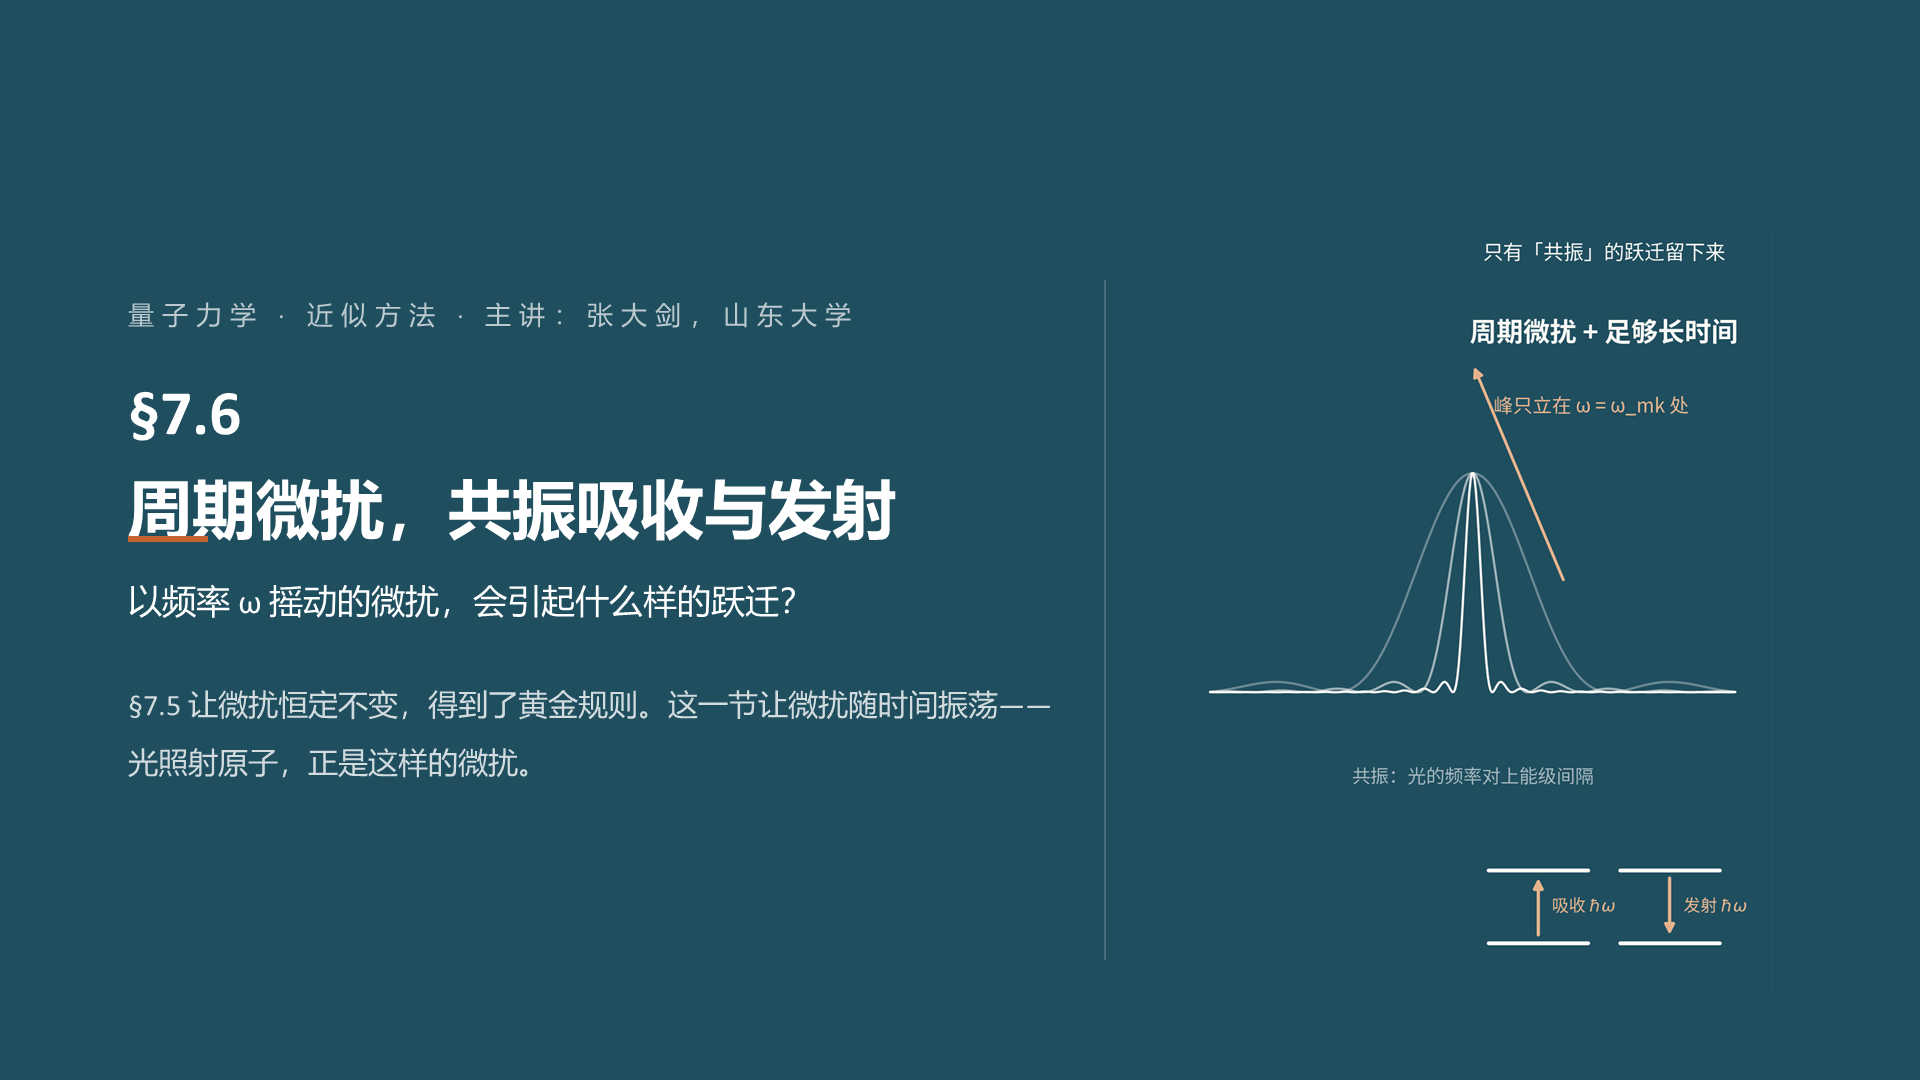 量子力学 · 近似方法 · 主讲：张大剑，山东大学
§7.6
周期微扰，共振吸收与发射
以频率 ω 摇动的微扰，会引起什么样的跃迁？
§7.5 让微扰恒定不变，得到了黄金规则。这一节让微扰随时间振荡——
光照射原子，正是这样的微扰。
只有「共振」的跃迁留下来
周期微扰 + 足够长时间
峰只立在 ω = ω_mk 处
共振：光的频率对上能级间隔
吸收 ħω
发射 ħω